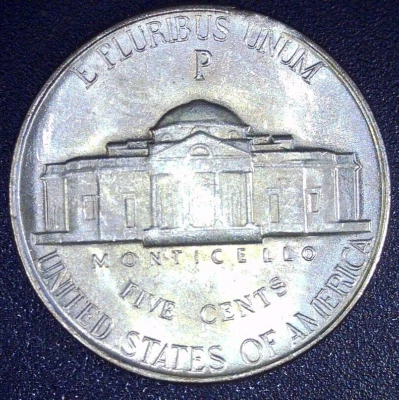 E PLURIBUS UNUM
P
MONTICELLO
FIVE CENTS
UNITED STATES OF AMERICA